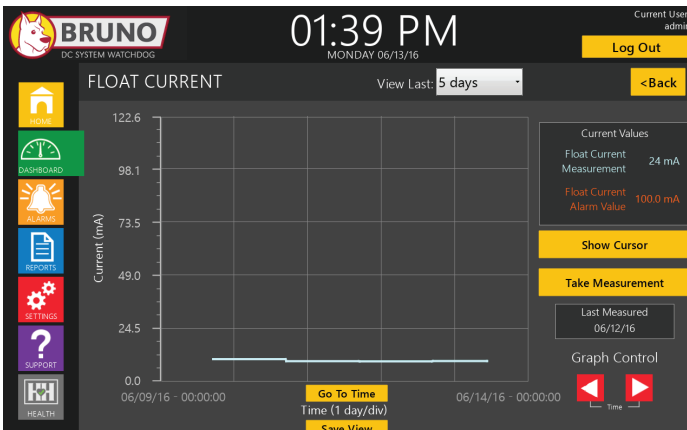 BRUNO
DC SYSTEM WATCHDOG
01:39 PM
MONDAY 06/13/16
Current User
admin
Log Out
FLOAT CURRENT
View Last: 5 days
<Back
HOME
DASHBOARD
ALARMS
REPORTS
SETTINGS
?
SUPPORT
HEALTH
Current (mA)
122.6
98.1
73.5
49.0
24.5
0.0
06/09/16 - 00:00:00
06/14/16 - 00:00:00
Go To Time
Time (1 day/div)
Save View
Current Values
Float Current
Measurement
24 mA
Float Current
Alarm Value
100.0 mA
Show Cursor
Take Measurement
Last Measured
06/12/16
Graph Control
Time